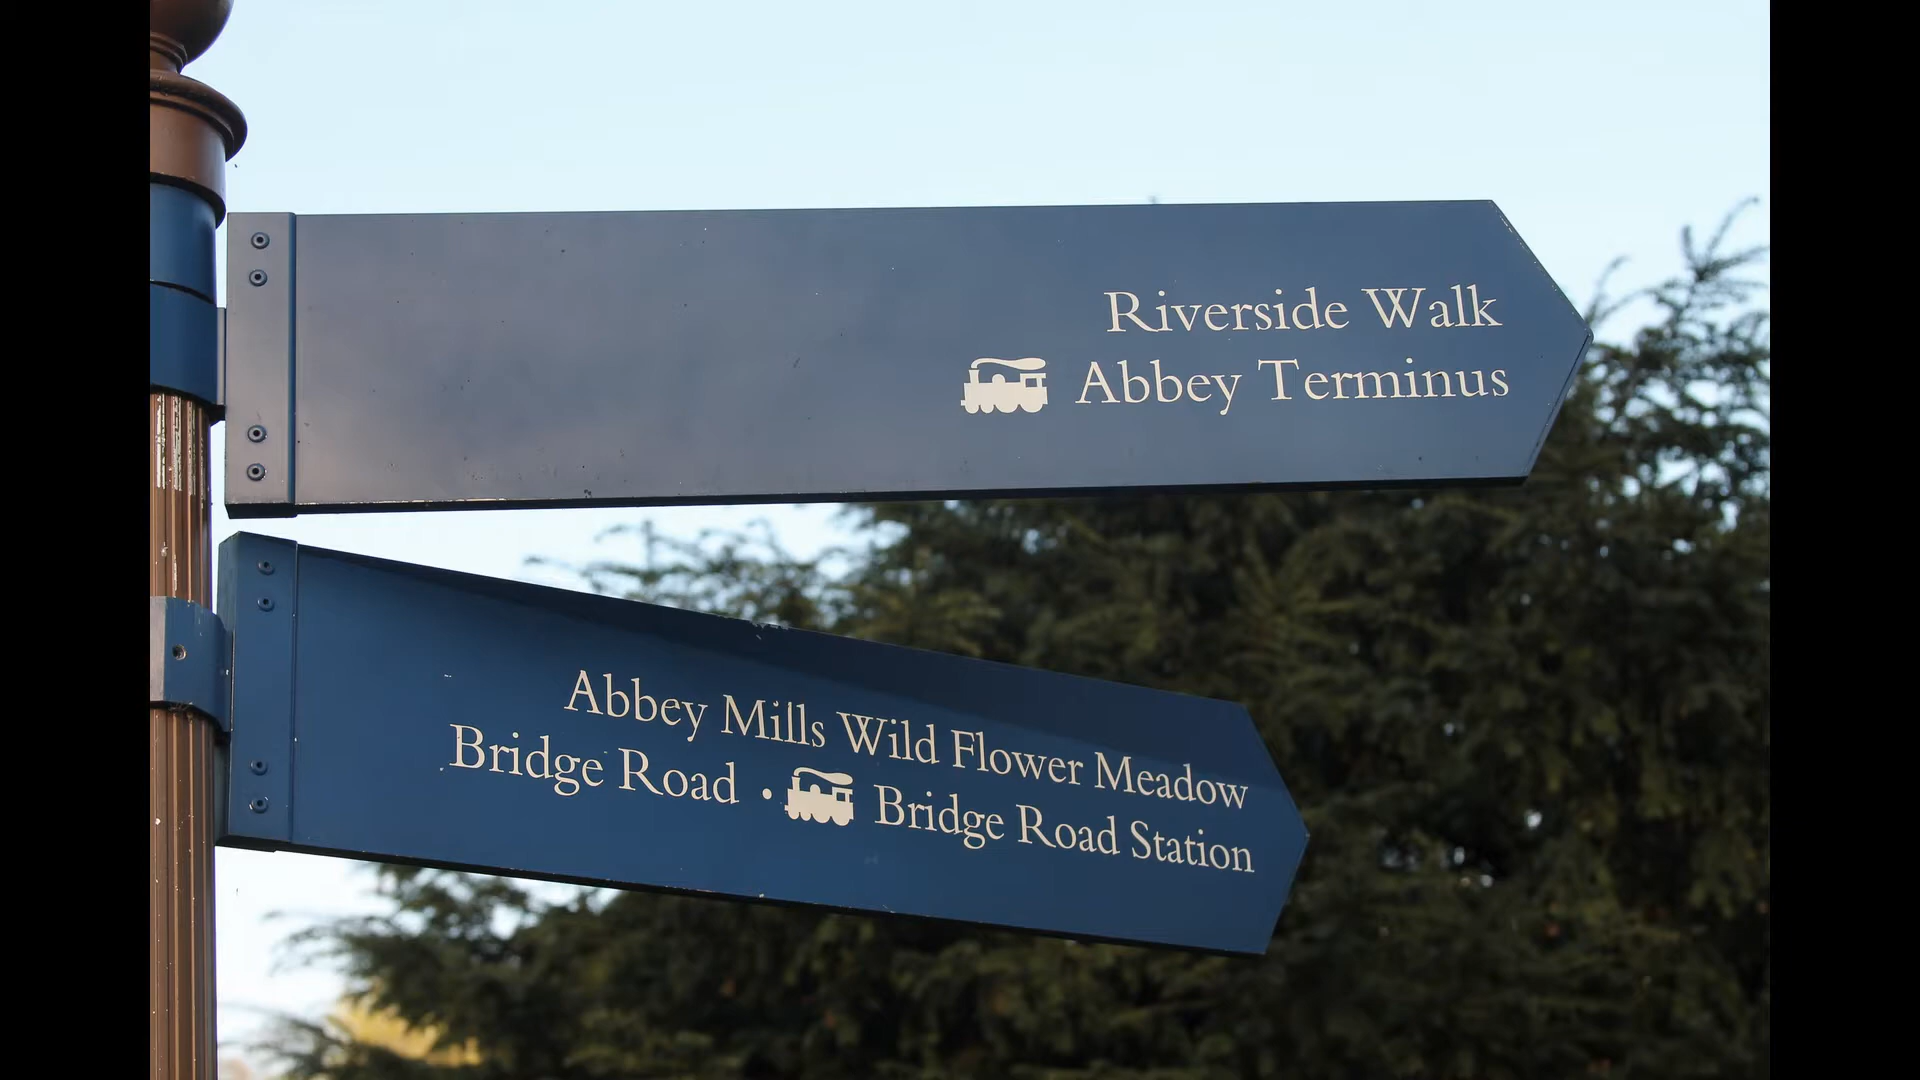 Riverside Walk
Abbey Terminus
Abbey Mills Wild Flower Meadow
Bridge Road • Bridge Road Station